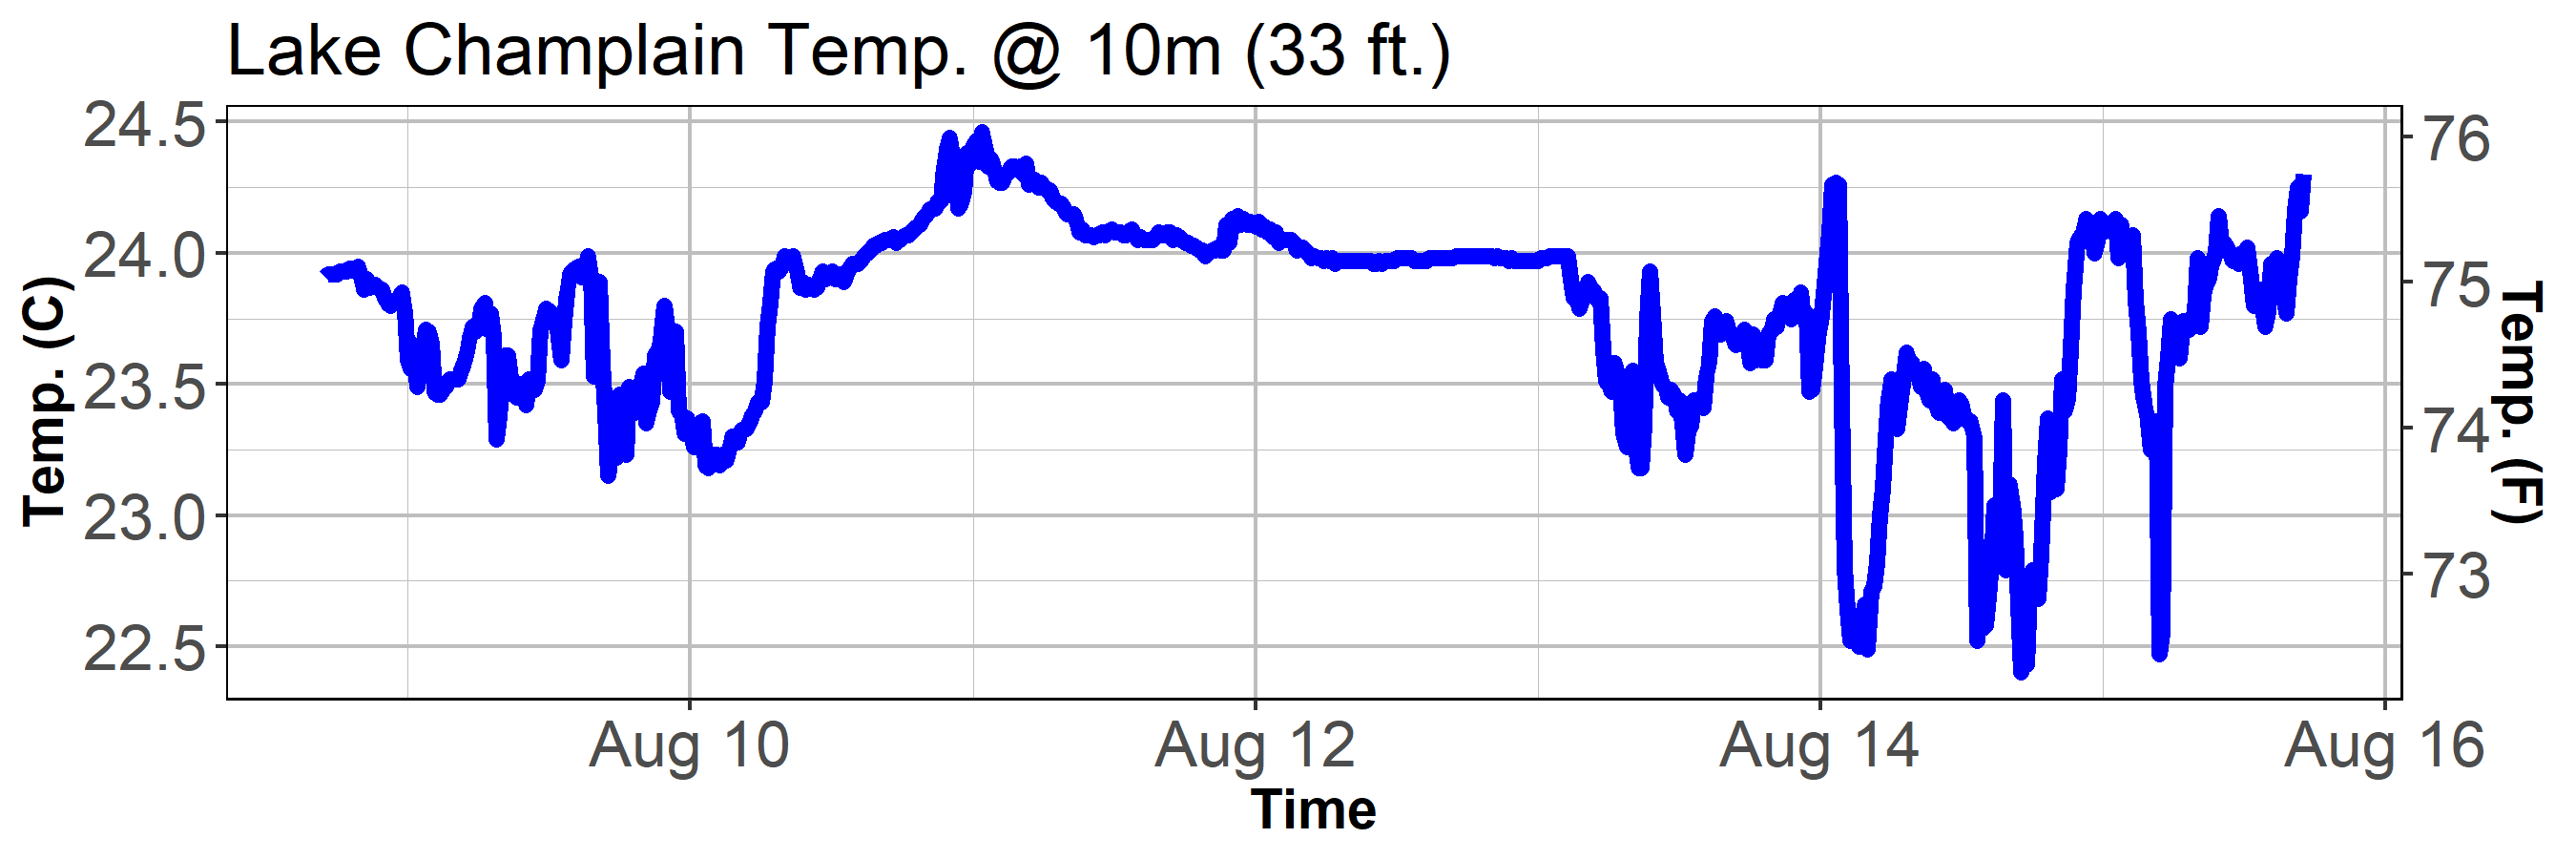 Lake Champlain Temp. @ 10m (33 ft.)
Temp. (C)
24.5
24.0
23.5
23.0
22.5
76
75
74
73
Temp. (F)
Aug 10
Aug 12
Aug 14
Aug 16
Time